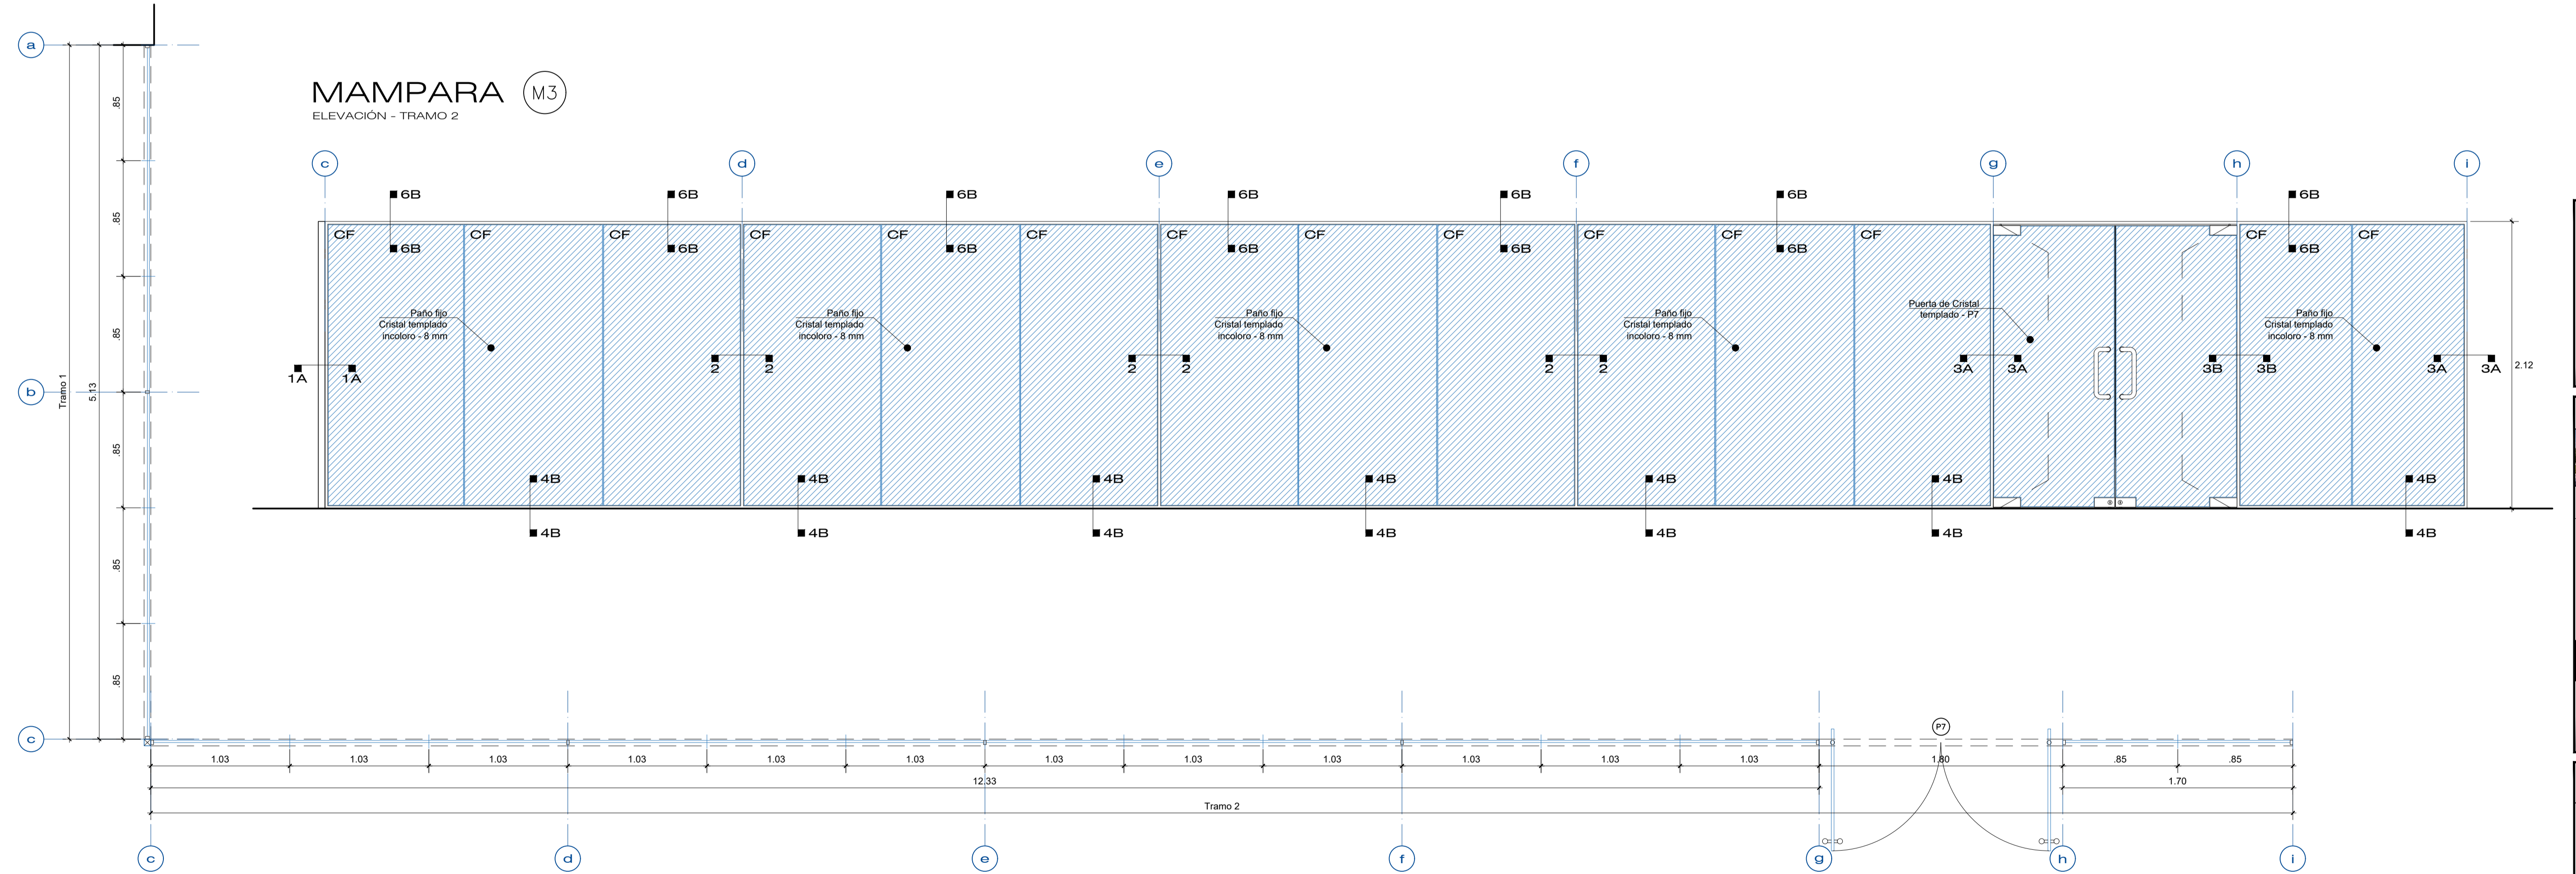 a
MAMPARA M3
ELEVACIÓN - TRAMO 2
c d e f g h i
6B 6B 6B 6B 6B 6B 6B
CF CF CF CF CF CF CF CF CF CF CF CF CF CF
6B 6B 6B 6B 6B 6B 6B
Paño fijo
Cristal templado
incoloro - 8 mm
Paño fijo
Cristal templado
incoloro - 8 mm
Paño fijo
Cristal templado
incoloro - 8 mm
Paño fijo
Cristal templado
incoloro - 8 mm
Puerta de Cristal
templado - P7
Paño fijo
Cristal templado
incoloro - 8 mm
1A 1A 2 2 2 2 2 2 3A 3A 3B 3B 3A 3A
2.12
4B 4B 4B 4B 4B 4B 4B
4B 4B 4B 4B 4B 4B 4B
.85
.85
.85
.85
.85
.85
5.13
Tramo 1
b
c
P7
1.03 1.03 1.03 1.03 1.03 1.03 1.03 1.03 1.03 1.03 1.03 1.03 1.80 .85 .85
12.33 1.70
Tramo 2
c d e f g h i